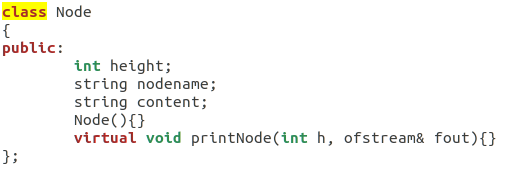 class Node
{
public:
        int height;
        string nodename;
        string content;
        Node(){}
        virtual void printNode(int h, ofstream& fout){}
};